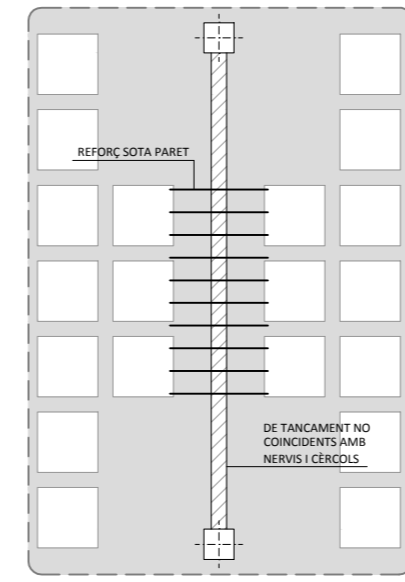 REFORÇ SOTA PARET
DE TANCAMENT NO
COINCIDENTS AMB
NERVIS I CÈRCOLS